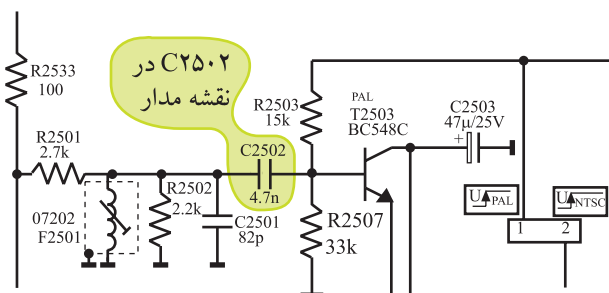 C۲۵۰۲ در
نقشه مدار
R2533
100
R2501
2.7k
07202
F2501
R2502
2.2k
C2501
82p
C2502
4.7n
R2503
15k
PAL
T2503
BC548C
C2503
47µ/25V
+
R2507
33k
U PAL
U NTSC
1 2